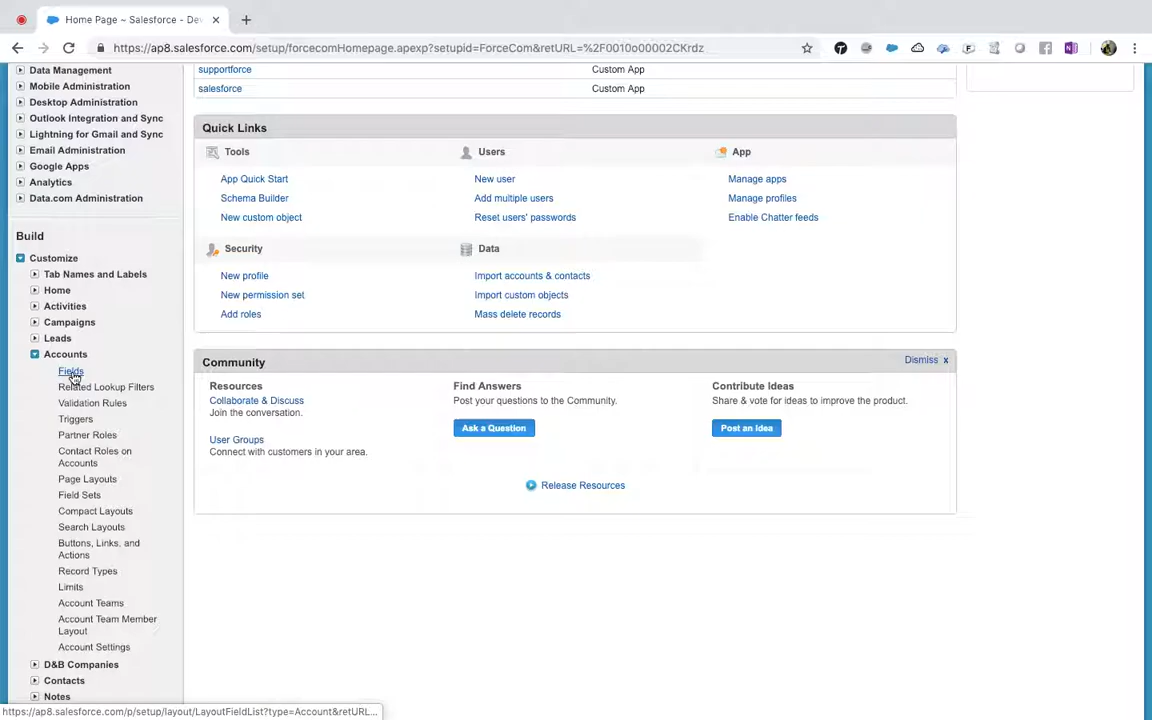 Home Page ~ Salesforce - Dev
https://ap8.salesforce.com/setup/forcecomHomepage.apexp?setupid=ForceCom&retURL=%2F0010o00002CKrdz
Data Management
Mobile Administration
Desktop Administration
Outlook Integration and Sync
Lightning for Gmail and Sync
Email Administration
Google Apps
Analytics
Data.com Administration
Build
Customize
Tab Names and Labels
Home
Activities
Campaigns
Leads
Accounts
Fields
Related Lookup Filters
Validation Rules
Triggers
Partner Roles
Contact Roles on
Accounts
Page Layouts
Field Sets
Compact Layouts
Search Layouts
Buttons, Links, and
Actions
Record Types
Limits
Account Teams
Account Team Member
Layout
Account Settings
D&B Companies
Contacts
Notes
supportforce Custom App
salesforce Custom App
Quick Links
Tools
App Quick Start
Schema Builder
New custom object
Users
New user
Add multiple users
Reset users' passwords
App
Manage apps
Manage profiles
Enable Chatter feeds
Security
New profile
New permission set
Add roles
Data
Import accounts & contacts
Import custom objects
Mass delete records
Community
Dismiss x
Resources
Collaborate & Discuss
Join the conversation.
User Groups
Connect with customers in your area.
Find Answers
Post your questions to the Community.
Ask a Question
Contribute Ideas
Share & vote for ideas to improve the product.
Post an Idea
Release Resources
https://ap8.salesforce.com/p/setup/layout/LayoutFieldList?type=Account&retURL...